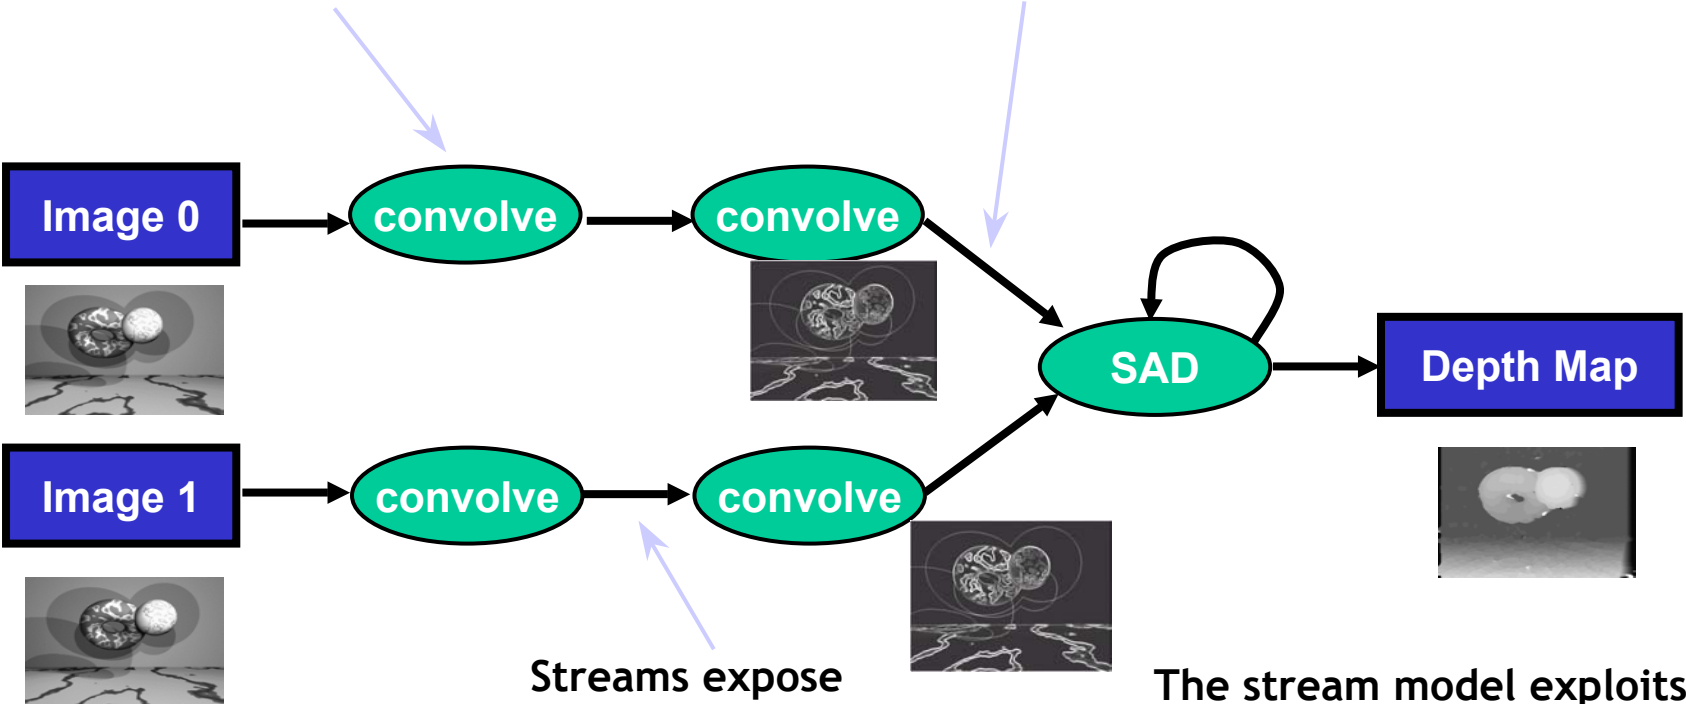 Image 0
convolve
convolve
SAD
Depth Map
Image 1
convolve
convolve
Streams expose
The stream model exploits